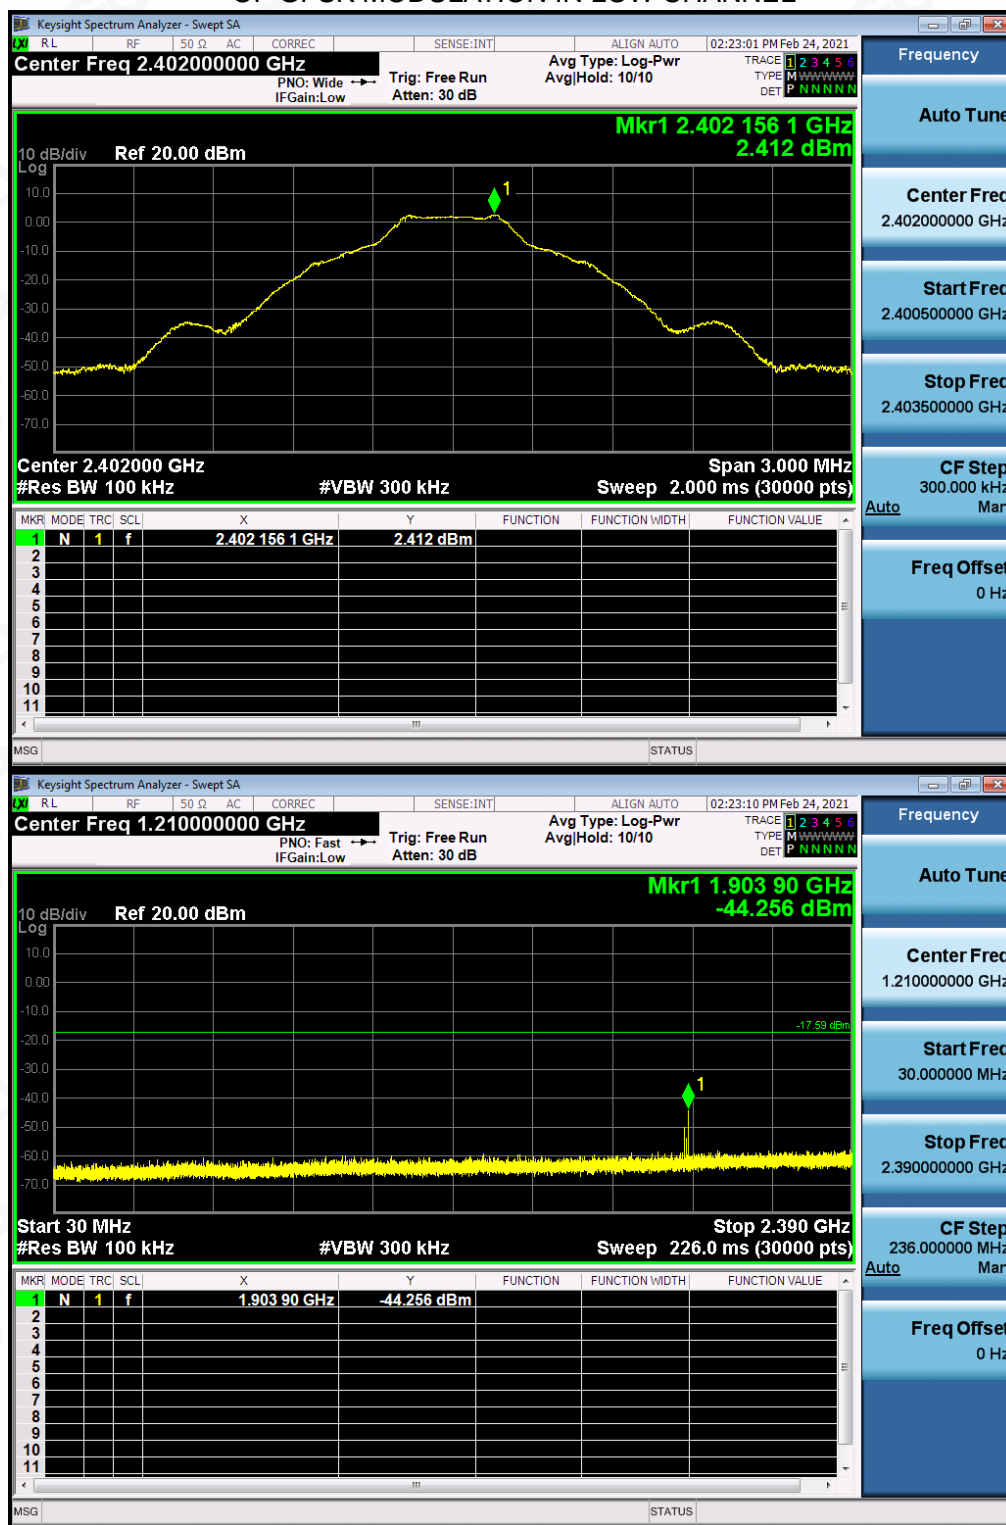 OF GFSK MODULATION IN LOW CHANNEL
Keysight Spectrum Analyzer - Swept SA
LXI RL RF 50 Ω AC CORREC SENSE:INT ALIGN AUTO 02:23:01 PM Feb 24, 2021
Center Freq 2.402000000 GHz
PNO: Wide
IFGain:Low
Trig: Free Run
Atten: 30 dB
Avg Type: Log-Pwr
Avg|Hold: 10/10
TRACE 1 2 3 4 5 6
TYPE M WWWWW
DET P N N N N N
Mkr1 2.402 156 1 GHz
2.412 dBm
10 dB/div Ref 20.00 dBm
Log
10.0
0.00
-10.0
-20.0
-30.0
-40.0
-50.0
-60.0
-70.0
1
Center 2.402000 GHz Span 3.000 MHz
#Res BW 100 kHz #VBW 300 kHz Sweep 2.000 ms (30000 pts)
MKR MODE TRC SCL X Y FUNCTION FUNCTION WIDTH FUNCTION VALUE
1 N 1 f 2.402 156 1 GHz 2.412 dBm
2
3
4
5
6
7
8
9
10
11
MSG STATUS
Frequency
Auto Tune
Center Freq
2.402000000 GHz
Start Freq
2.400500000 GHz
Stop Freq
2.403500000 GHz
CF Step
300.000 kHz
Auto Man
Freq Offset
0 Hz
Keysight Spectrum Analyzer - Swept SA
LXI RL RF 50 Ω AC CORREC SENSE:INT ALIGN AUTO 02:23:10 PM Feb 24, 2021
Center Freq 1.210000000 GHz
PNO: Fast
IFGain:Low
Trig: Free Run
Atten: 30 dB
Avg Type: Log-Pwr
Avg|Hold: 10/10
TRACE 1 2 3 4 5 6
TYPE M WWWWW
DET P N N N N N
Mkr1 1.903 90 GHz
-44.256 dBm
10 dB/div Ref 20.00 dBm
Log
10.0
0.00
-10.0
-20.0
-30.0
-40.0
-50.0
-60.0
-70.0
-17.59 dBm
1
Start 30 MHz Stop 2.390 GHz
#Res BW 100 kHz #VBW 300 kHz Sweep 226.0 ms (30000 pts)
MKR MODE TRC SCL X Y FUNCTION FUNCTION WIDTH FUNCTION VALUE
1 N 1 f 1.903 90 GHz -44.256 dBm
2
3
4
5
6
7
8
9
10
11
MSG STATUS
Frequency
Auto Tune
Center Freq
1.210000000 GHz
Start Freq
30.000000 MHz
Stop Freq
2.390000000 GHz
CF Step
236.000000 MHz
Auto Man
Freq Offset
0 Hz